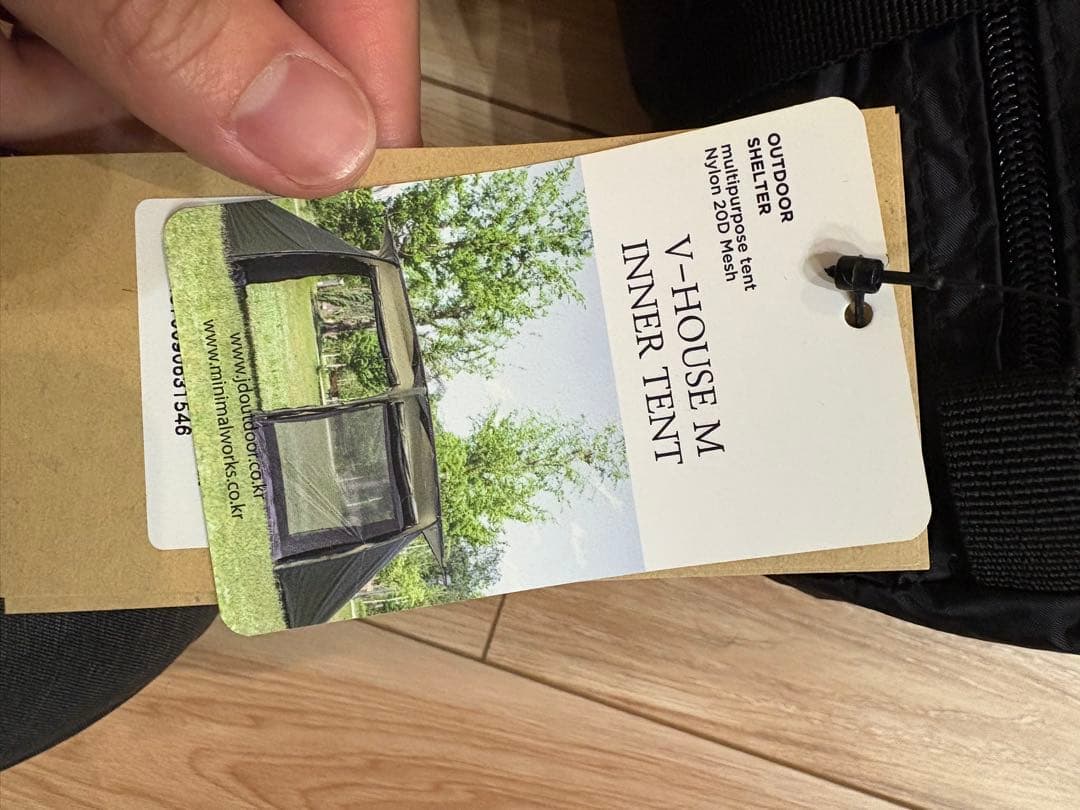 OUTDOOR
SHELTER
multipurpose tent
Nylon 20D Mesh
V-HOUSE M
INNER TENT
www.jdoutdoor.co.kr
www.minimalworks.co.kr